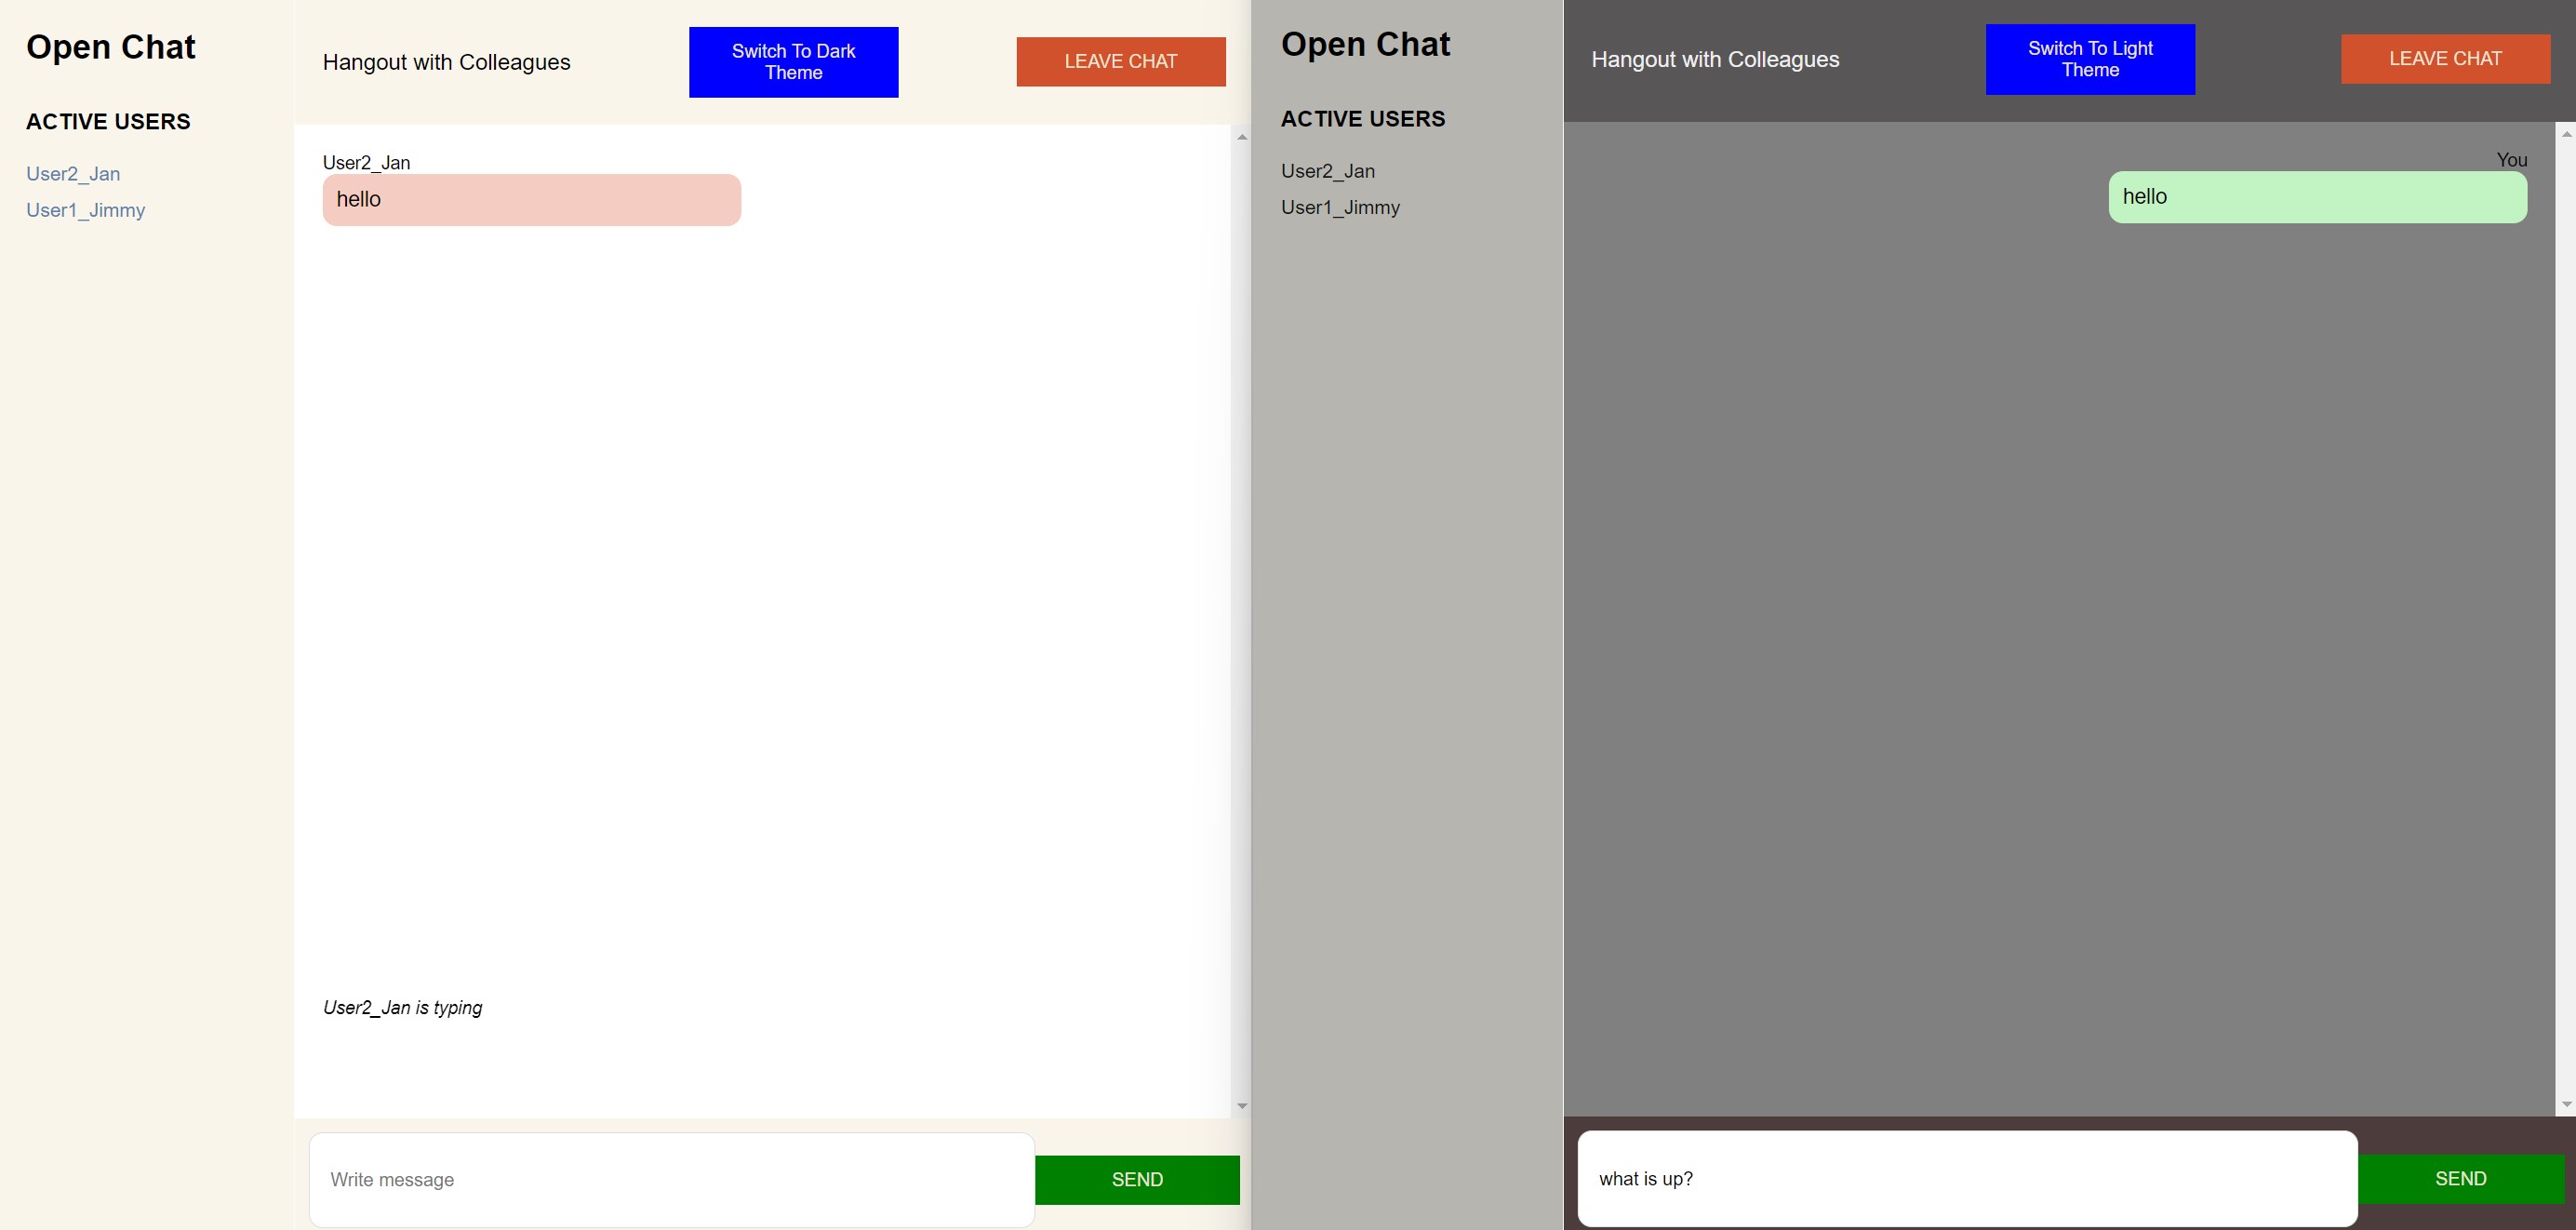 Open Chat
ACTIVE USERS
User2_Jan
User1_Jimmy
Hangout with Colleagues
Switch To Dark
Theme
LEAVE CHAT
User2_Jan
hello
User2_Jan is typing
Write message
SEND
Open Chat
ACTIVE USERS
User2_Jan
User1_Jimmy
Hangout with Colleagues
Switch To Light
Theme
LEAVE CHAT
You
hello
what is up?
SEND